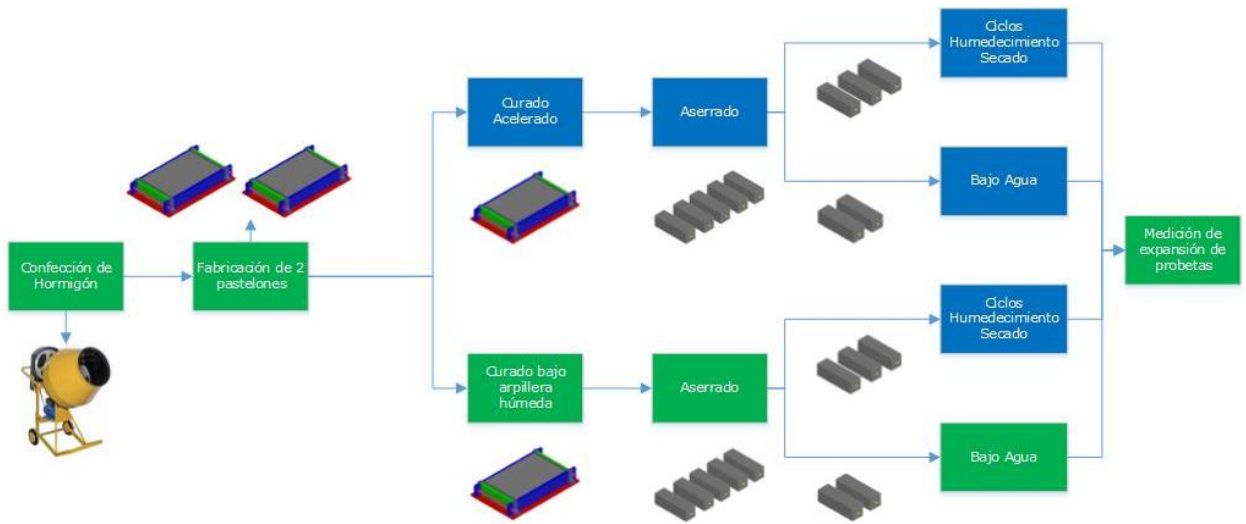 Confección de
Hormigón
Fabricación de 2
pastelones
Curado
Acelerado
Aserrado
Ciclos
Humedecimiento
Secado
Bajo Agua
Curado bajo
arpillera
húmeda
Aserrado
Ciclos
Humedecimiento
Secado
Bajo Agua
Medición de
expansión de
probetas